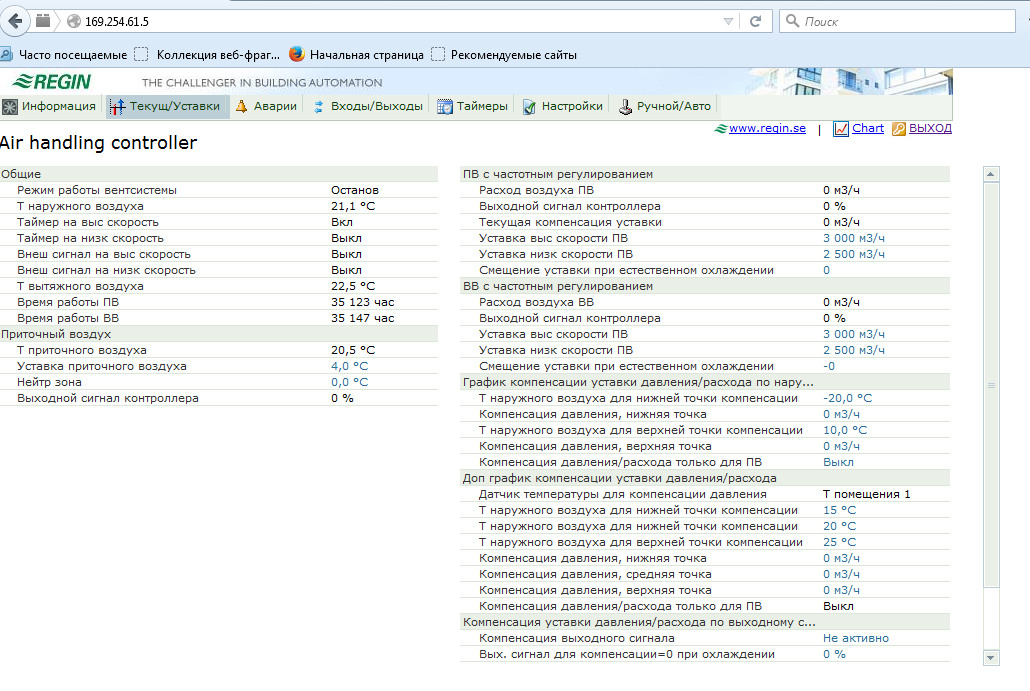 169.254.61.5
Поиск
Часто посещаемые
Коллекция веб-фраг...
Начальная страница
Рекомендуемые сайты
REGIN
THE CHALLENGER IN BUILDING AUTOMATION
Информация
Текущ/Уставки
Аварии
Входы/Выходы
Таймеры
Настройки
Ручной/Авто
www.regin.se | Chart ВЫХОД
Air handling controller
Общие
Режим работы вентсистемы Останов
Т наружного воздуха 21,1 °C
Таймер на выс скорость Вкл
Таймер на низк скорость Выкл
Внеш сигнал на выс скорость Выкл
Внеш сигнал на низк скорость Выкл
Т вытяжного воздуха 22,5 °C
Время работы ПВ 35 123 час
Время работы ВВ 35 147 час
Приточный воздух
Т приточного воздуха 20,5 °C
Уставка приточного воздуха 4,0 °C
Нейтр зона 0,0 °C
Выходной сигнал контроллера 0 %
ПВ с частотным регулированием
Расход воздуха ПВ 0 м3/ч
Выходной сигнал контроллера 0 %
Текущая компенсация уставки 0 м3/ч
Уставка выс скорости ПВ 3 000 м3/ч
Уставка низк скорости ПВ 2 500 м3/ч
Смещение уставки при естественном охлаждении 0
ВВ с частотным регулированием
Расход воздуха ВВ 0 м3/ч
Выходной сигнал контроллера 0 %
Уставка выс скорости ПВ 3 000 м3/ч
Уставка низк скорости ПВ 2 500 м3/ч
Смещение уставки при естественном охлаждении -0
График компенсации уставки давления/расхода по нару...
Т наружного воздуха для нижней точки компенсации -20,0 °C
Компенсация давления, нижняя точка 0 м3/ч
Т наружного воздуха для верхней точки компенсации 10,0 °C
Компенсация давления, верхняя точка 0 м3/ч
Компенсация давления/расхода только для ПВ Выкл
Доп график компенсации уставки давления/расхода
Датчик температуры для компенсации давления Т помещения 1
Т наружного воздуха для нижней точки компенсации 15 °C
Т наружного воздуха для нижней точки компенсации 20 °C
Т наружного воздуха для верхней точки компенсации 25 °C
Компенсация давления, нижняя точка 0 м3/ч
Компенсация давления, средняя точка 0 м3/ч
Компенсация давления, верхняя точка 0 м3/ч
Компенсация давления/расхода только для ПВ Выкл
Компенсация уставки давления/расхода по выходному с...
Компенсация выходного сигнала Не активно
Вых. сигнал для компенсации=0 при охлаждении 0 %